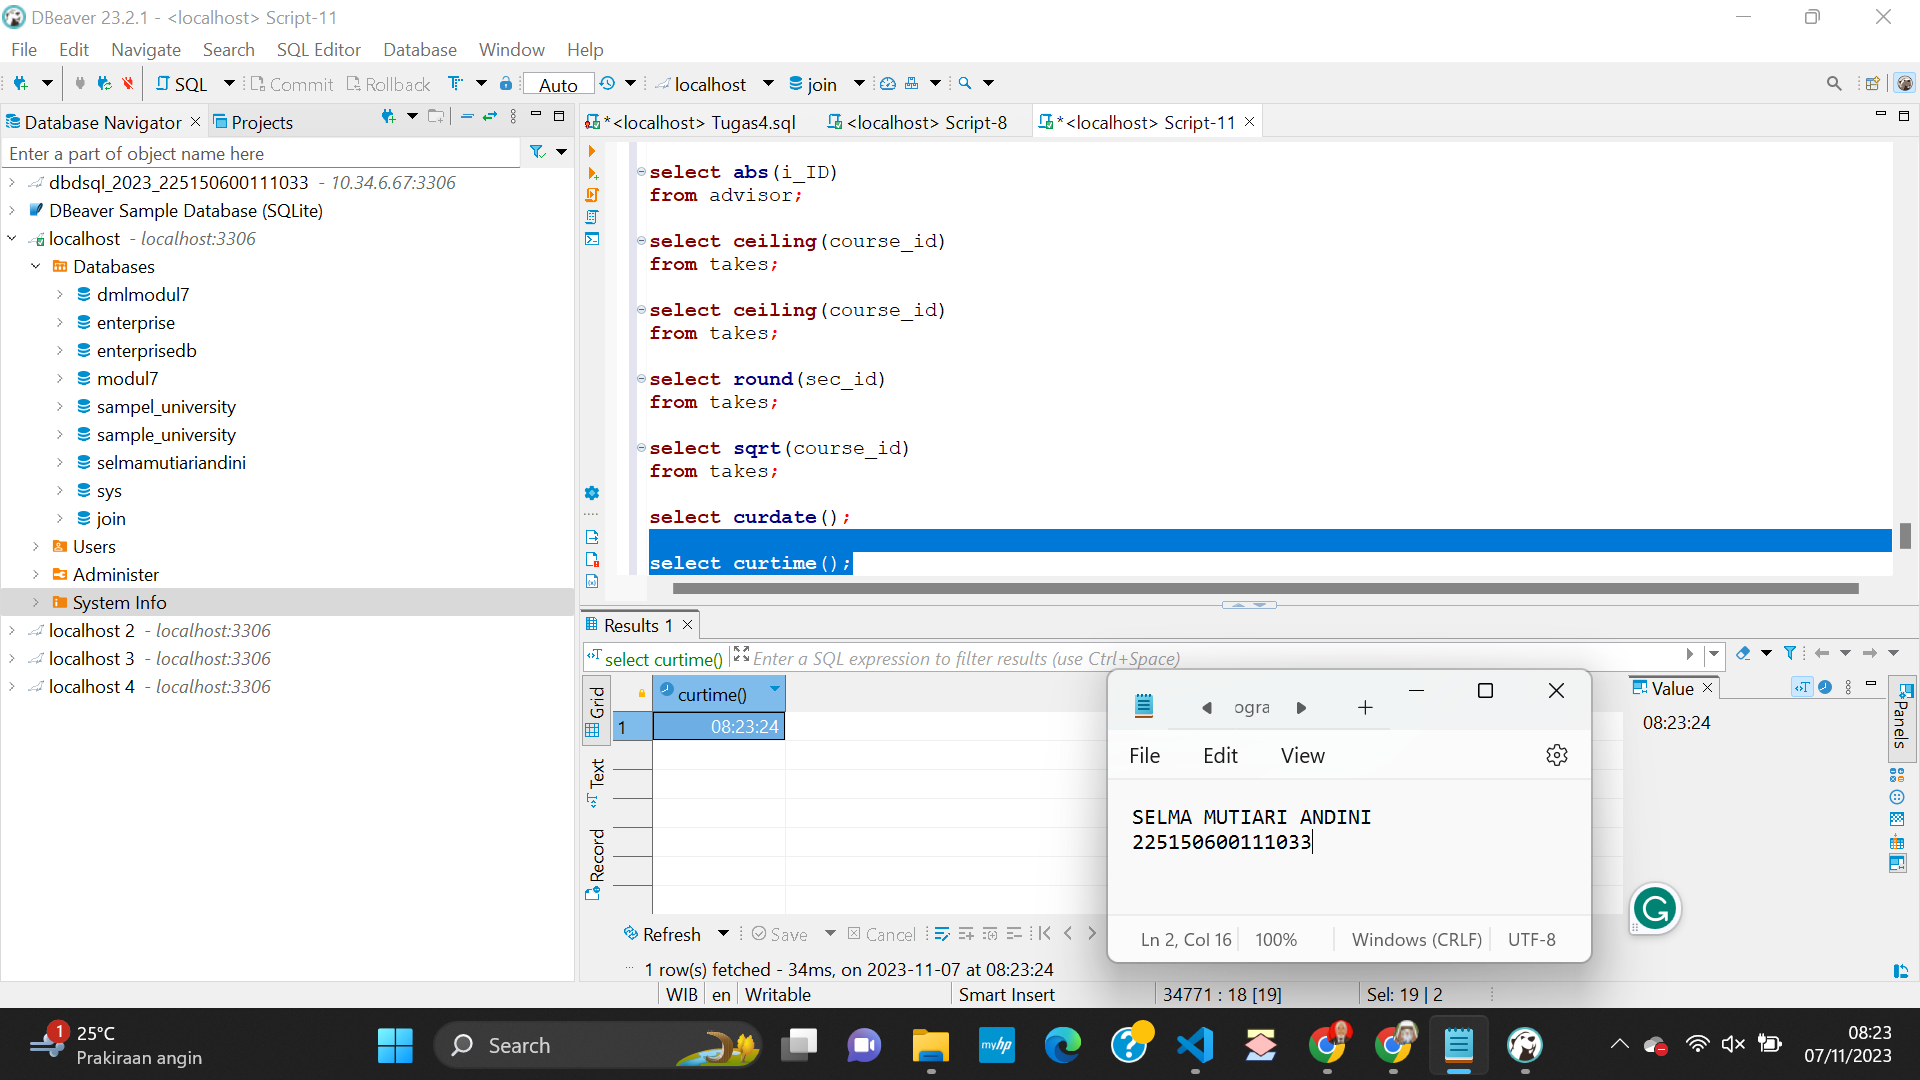 DBeaver 23.2.1 - <localhost> Script-11
File Edit Navigate Search SQL Editor Database Window Help
SQL Commit Rollback Auto localhost join
Database Navigator Projects
*<localhost> Tugas4.sql <localhost> Script-8 *<localhost> Script-11
Enter a part of object name here
dbdsql_2023_225150600111033 - 10.34.6.67:3306
DBeaver Sample Database (SQLite)
localhost - localhost:3306
Databases
dmlmodul7
enterprise
enterprisedb
modul7
sampel_university
sample_university
selmamutiariandini
sys
join
Users
Administer
System Info
localhost 2 - localhost:3306
localhost 3 - localhost:3306
localhost 4 - localhost:3306
select abs(i_ID)
from advisor;
select ceiling(course_id)
from takes;
select ceiling(course_id)
from takes;
select round(sec_id)
from takes;
select sqrt(course_id)
from takes;
select curdate();
select curtime();
Results 1
select curtime() Enter a SQL expression to filter results (use Ctrl+Space)
Grid
Text
Record
curtime()
1 08:23:24
Value
08:23:24
Panels
ogra
File Edit View
SELMA MUTIARI ANDINI
225150600111033
Ln 2, Col 16 100% Windows (CRLF) UTF-8
Refresh Save Cancel
1 row(s) fetched - 34ms, on 2023-11-07 at 08:23:24
WIB en Writable Smart Insert 34771 : 18 [19] Sel: 19 | 2
1
25°C
Prakiraan angin
Search
myhp
08:23
07/11/2023